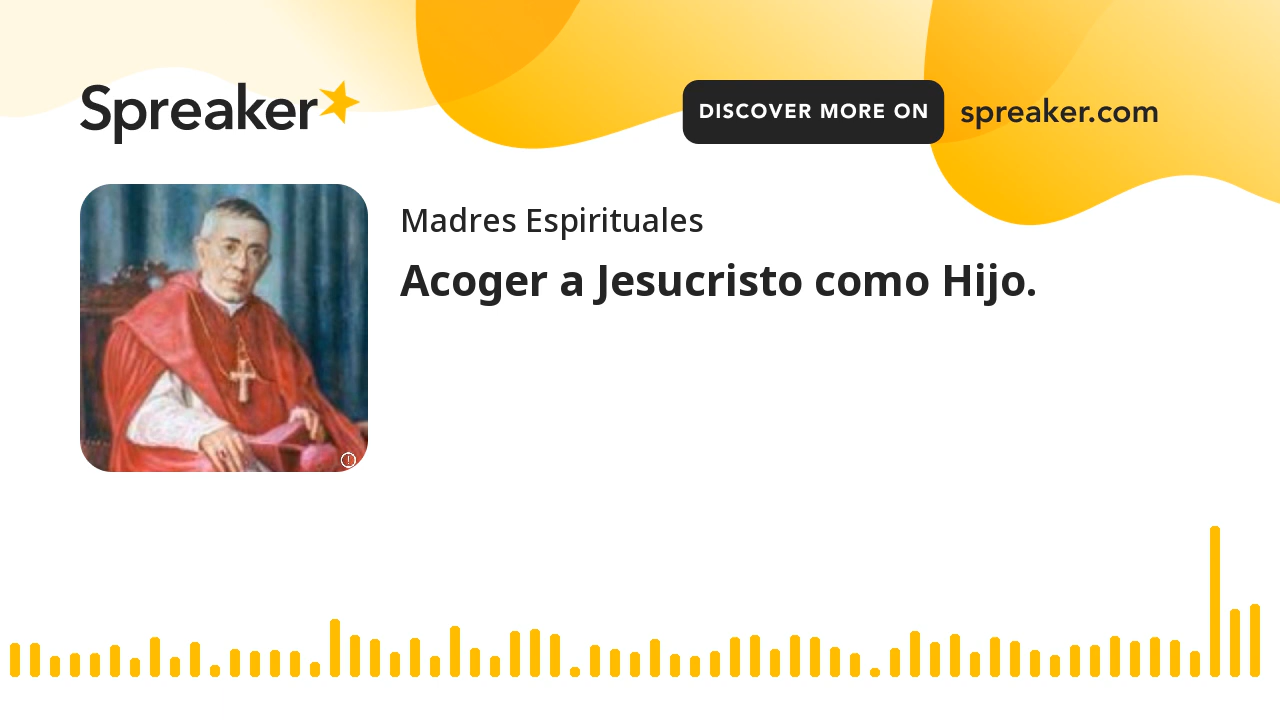 Spreaker
DISCOVER MORE ON spreaker.com
Madres Espirituales
Acoger a Jesucristo como Hijo.